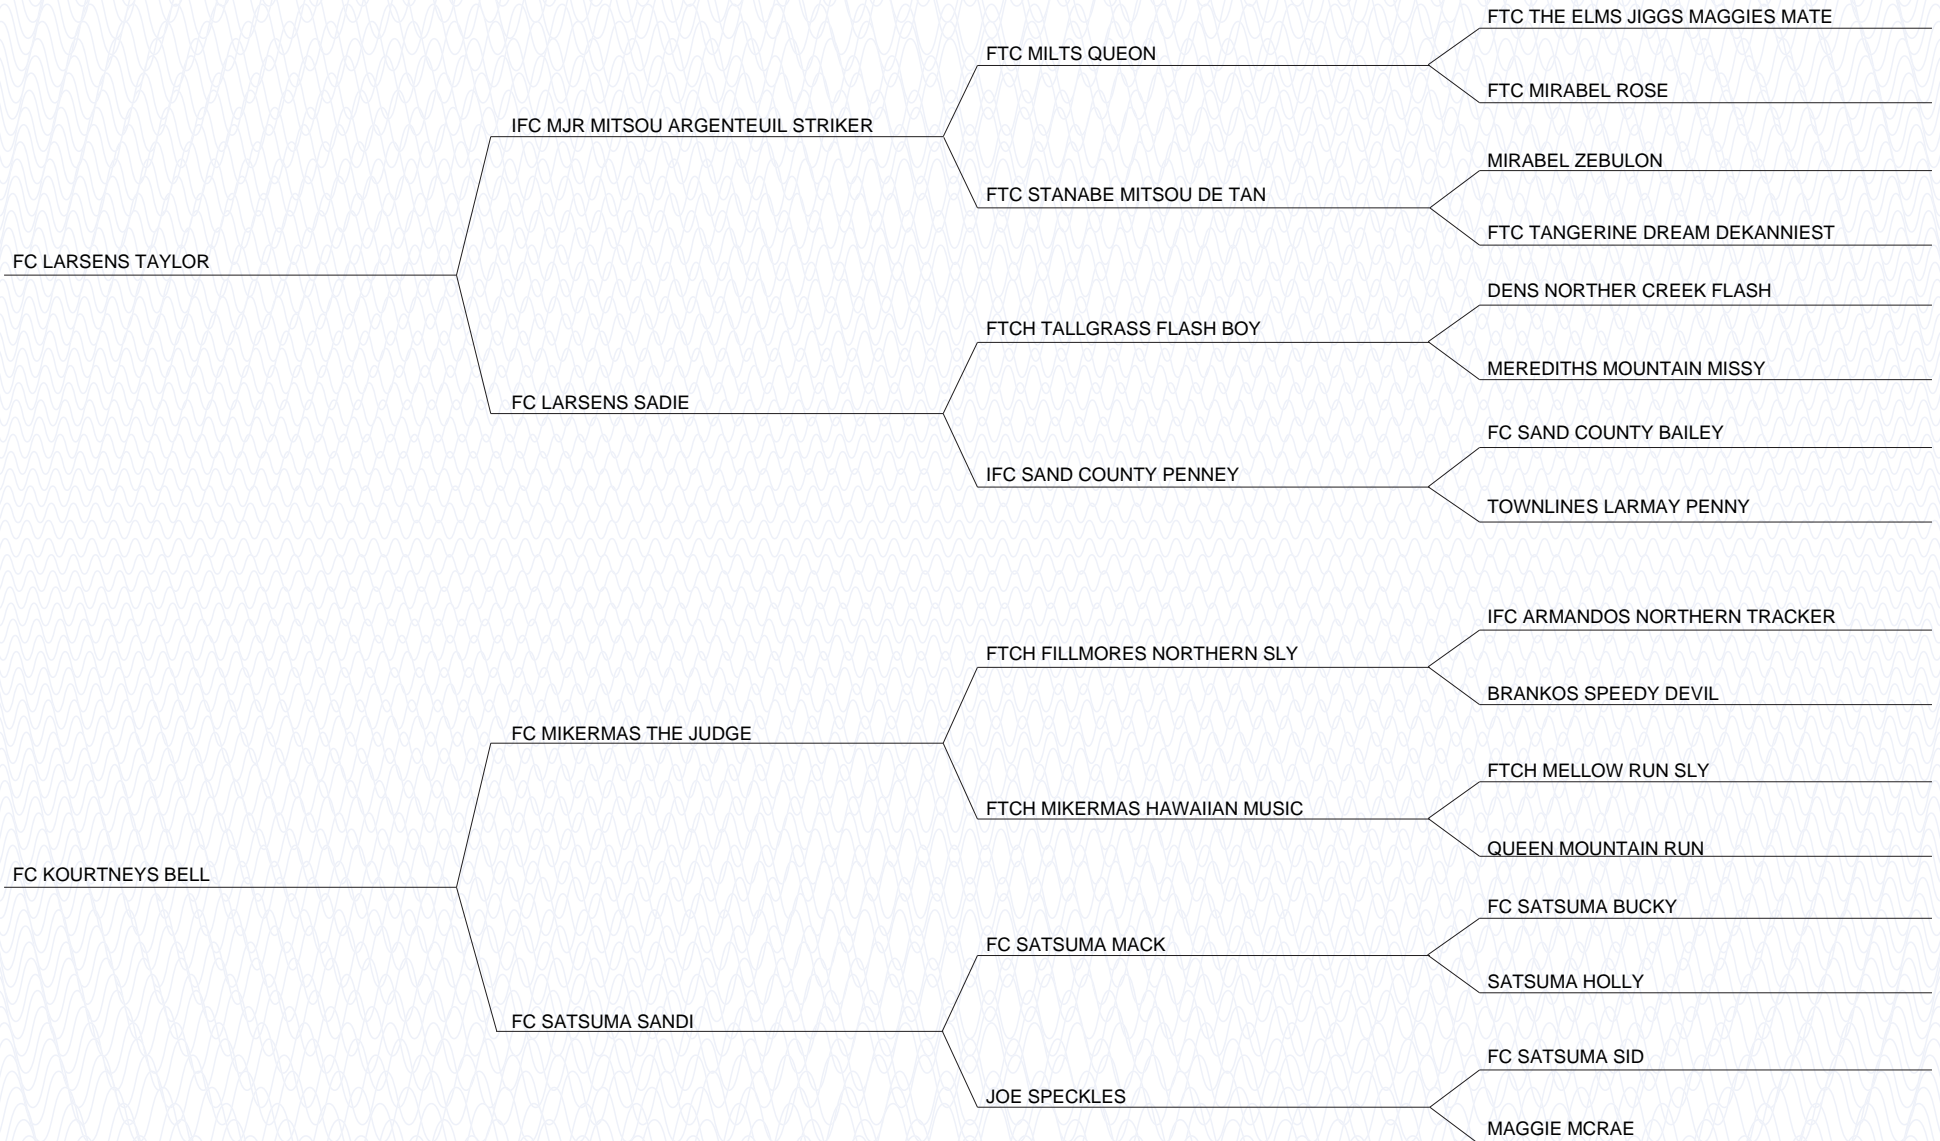 FTC THE ELMS JIGGS MAGGIES MATE
FTC MILTS QUEON
FTC MIRABEL ROSE
IFC MJR MITSOU ARGENTEUIL STRIKER
MIRABEL ZEBULON
FTC STANABE MITSOU DE TAN
FTC TANGERINE DREAM DEKANNIEST
FC LARSENS TAYLOR
DENS NORTHER CREEK FLASH
FTCH TALLGRASS FLASH BOY
MEREDITHS MOUNTAIN MISSY
FC LARSENS SADIE
FC SAND COUNTY BAILEY
IFC SAND COUNTY PENNEY
TOWNLINES LARMAY PENNY
IFC ARMANDOS NORTHERN TRACKER
FTCH FILLMORES NORTHERN SLY
BRANKOS SPEEDY DEVIL
FC MIKERMAS THE JUDGE
FTCH MELLOW RUN SLY
FTCH MIKERMAS HAWAIIAN MUSIC
QUEEN MOUNTAIN RUN
FC KOURTNEYS BELL
FC SATSUMA BUCKY
FC SATSUMA MACK
SATSUMA HOLLY
FC SATSUMA SANDI
FC SATSUMA SID
JOE SPECKLES
MAGGIE MCRAE